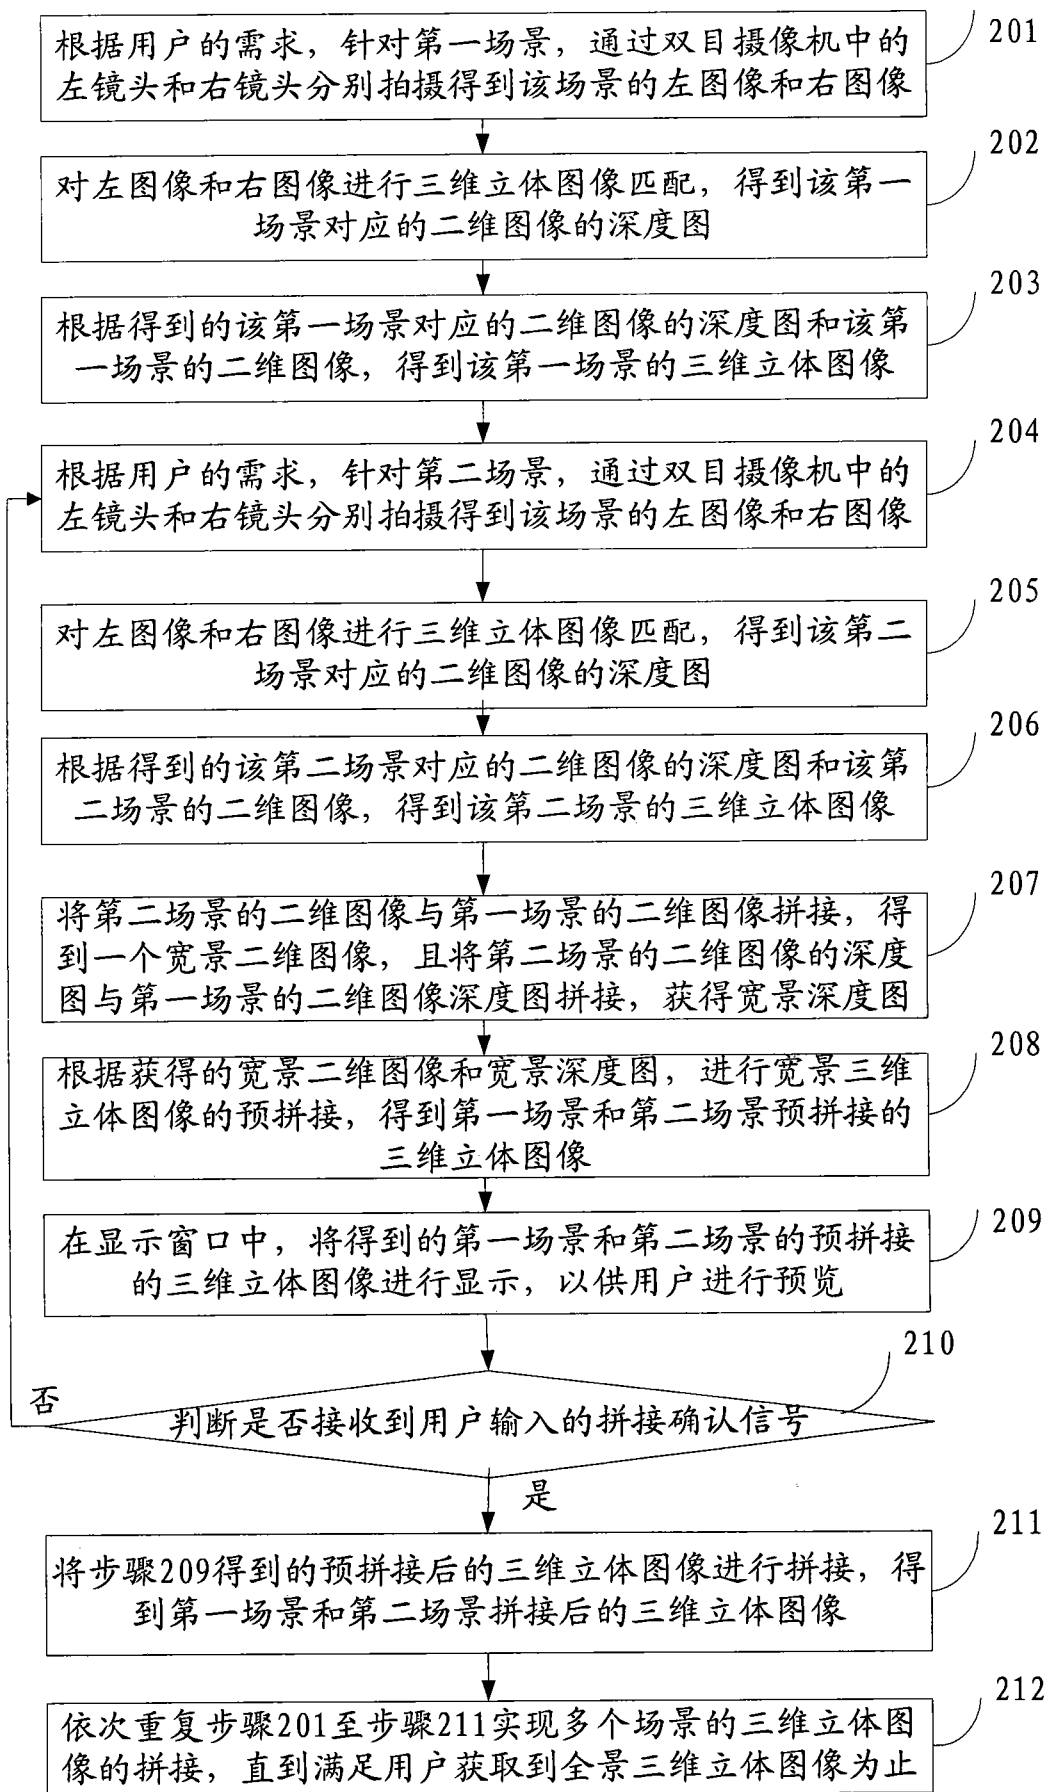 根据用户的需求，针对第一场景，通过双目摄像机中的
左镜头和右镜头分别拍摄得到该场景的左图像和右图像
201
对左图像和右图像进行三维立体图像匹配，得到该第一
场景对应的二维图像的深度图
202
根据得到的该第一场景对应的二维图像的深度图和该第
一场景的二维图像，得到该第一场景的三维立体图像
203
根据用户的需求，针对第二场景，通过双目摄像机中的
左镜头和右镜头分别拍摄得到该场景的左图像和右图像
204
对左图像和右图像进行三维立体图像匹配，得到该第二
场景对应的二维图像的深度图
205
根据得到的该第二场景对应的二维图像的深度图和该第
二场景的二维图像，得到该第二场景的三维立体图像
206
将第二场景的二维图像与第一场景的二维图像拼接，得
到一个宽景二维图像，且将第二场景的二维图像的深度
图与第一场景的二维图像深度图拼接，获得宽景深度图
207
根据获得的宽景二维图像和宽景深度图，进行宽景三维
立体图像的预拼接，得到第一场景和第二场景预拼接的
三维立体图像
208
在显示窗口中，将得到的第一场景和第二场景的预拼接
的三维立体图像进行显示，以供用户进行预览
209
判断是否接收到用户输入的拼接确认信号
210
否
是
将步骤209得到的预拼接后的三维立体图像进行拼接，得
到第一场景和第二场景拼接后的三维立体图像
211
依次重复步骤201至步骤211实现多个场景的三维立体图
像的拼接，直到满足用户获取到全景三维立体图像为止
212